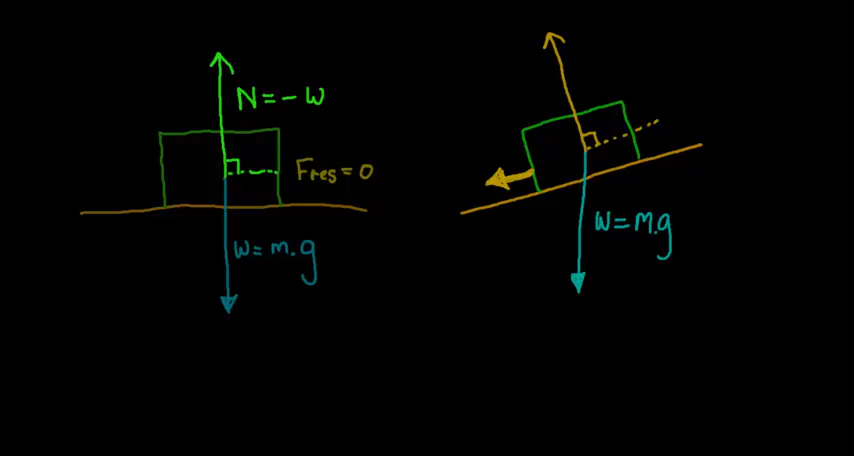 N = - W
Fres = 0
W = m.g
W = m.g